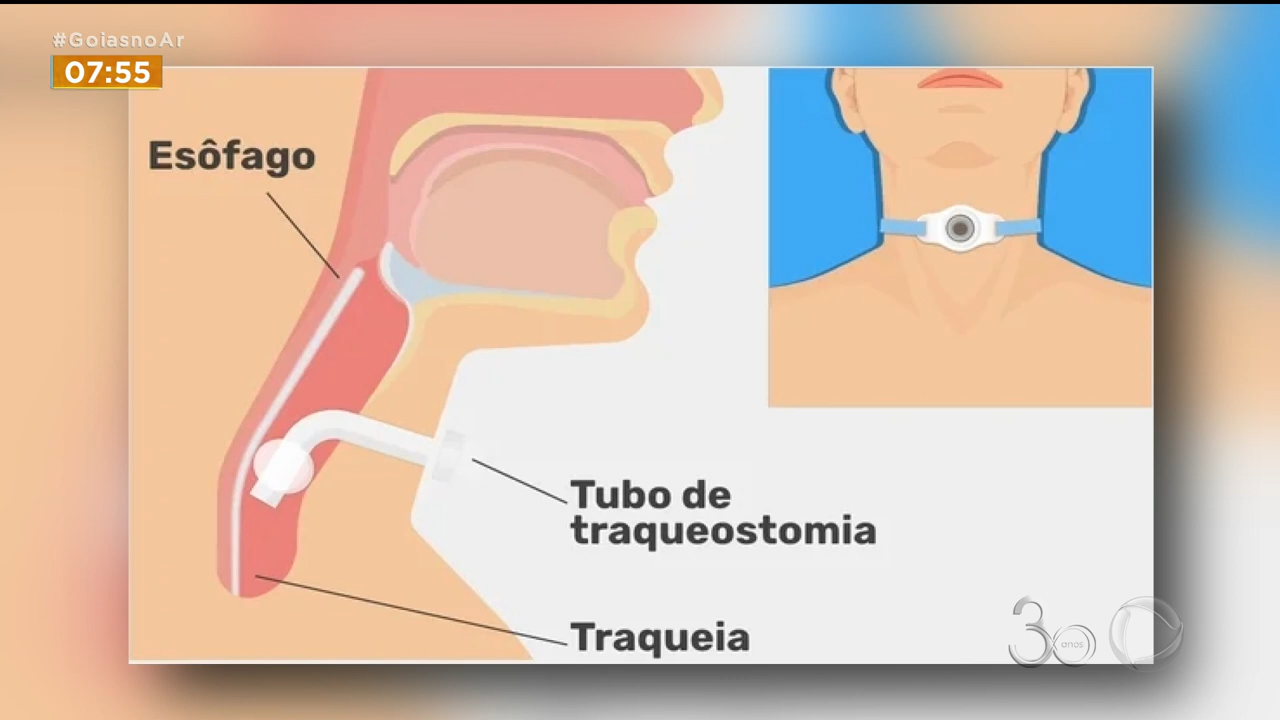 #GoiasnoAr
07:55
Esôfago
Tubo de
traqueostomia
Traqueia
30
anos